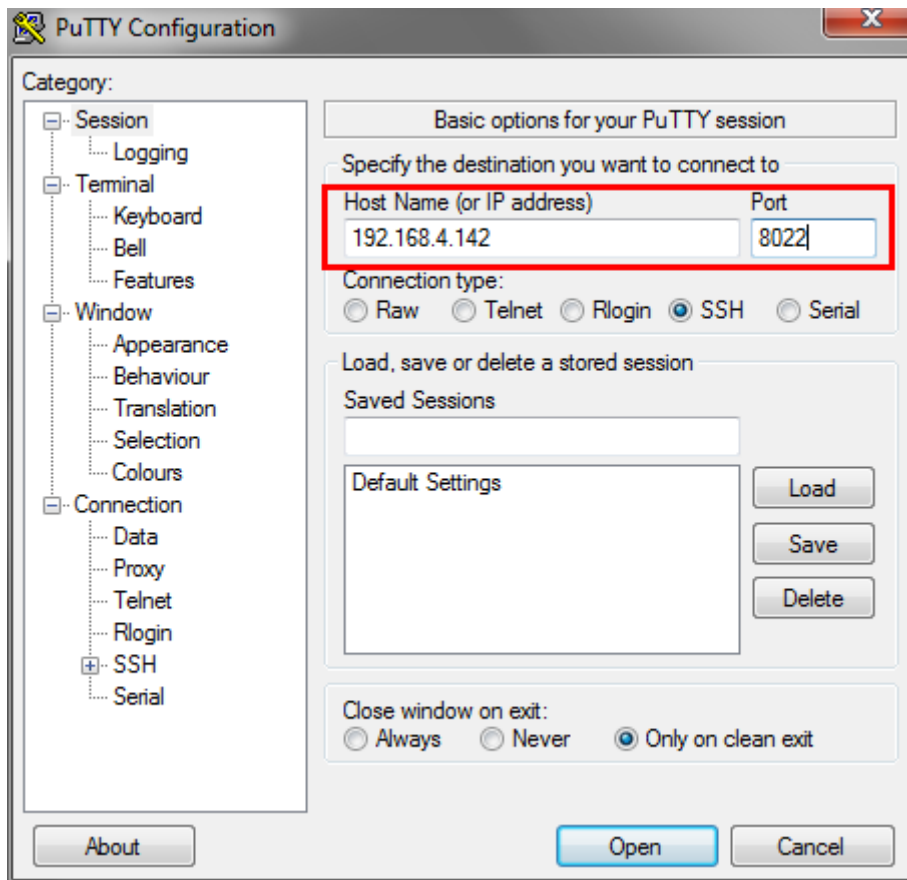 PuTTY Configuration
Category:
Session
Logging
Terminal
Keyboard
Bell
Features
Window
Appearance
Behaviour
Translation
Selection
Colours
Connection
Data
Proxy
Telnet
Rlogin
SSH
Serial
Basic options for your PuTTY session
Specify the destination you want to connect to
Host Name (or IP address) Port
192.168.4.142 8022
Connection type:
Raw Telnet Rlogin SSH Serial
Load, save or delete a stored session
Saved Sessions
Default Settings
Load
Save
Delete
Close window on exit:
Always Never Only on clean exit
About Open Cancel